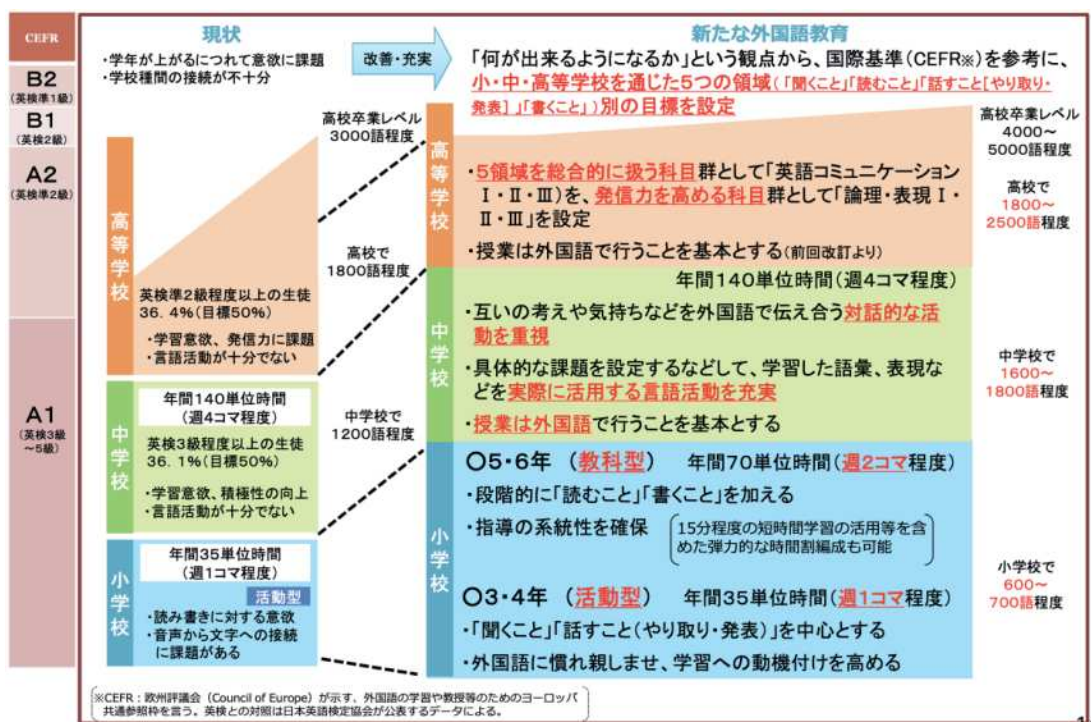 CEFR
B2
(英検準1級)
B1
(英検2級)
A2
(英検準2級)
A1
(英検3級
～5級)
現状
・学年が上がるにつれて意欲に課題
・学校種間の接続が不十分
改善・充実
新たな外国語教育
「何が出来るようになるか」という観点から、国際基準(CEFR※)を参考に、
小・中・高等学校を通じた5つの領域(「聞くこと」「読むこと」「話すこと[やり取り・
発表]」「書くこと」)別の目標を設定
高等学校
英検準2級程度以上の生徒
36.4%(目標50%)
・学習意欲、発信力に課題
・言語活動が十分でない
中学校
年間140単位時間
(週4コマ程度)
英検3級程度以上の生徒
36.1%(目標50%)
・学習意欲、積極性の向上
・言語活動が十分でない
小学校
年間35単位時間
(週1コマ程度)
活動型
・読み書きに対する意欲
・音声から文字への接続
に課題がある
高校卒業レベル
3000語程度
高校で
1800語程度
中学校で
1200語程度
高等学校
・5領域を総合的に扱う科目群として「英語コミュニケーション
Ⅰ・Ⅱ・Ⅲ)を、発信力を高める科目群として「論理・表現Ⅰ・
Ⅱ・Ⅲ」を設定
・授業は外国語で行うことを基本とする(前回改訂より)
中学校
年間140単位時間(週4コマ程度)
・互いの考えや気持ちなどを外国語で伝え合う対話的な活
動を重視
・具体的な課題を設定するなどして、学習した語彙、表現な
どを実際に活用する言語活動を充実
・授業は外国語で行うことを基本とする
小学校
〇5・6年 (教科型) 年間70単位時間(週2コマ程度)
・段階的に「読むこと」「書くこと」を加える
・指導の系統性を確保
15分程度の短時間学習の活用等を含
めた弾力的な時間割編成も可能
〇3・4年 (活動型) 年間35単位時間(週1コマ程度)
・「聞くこと」「話すこと(やり取り・発表)」を中心とする
・外国語に慣れ親しませ、学習への動機付けを高める
高校卒業レベル
4000～
5000語程度
高校で
1800～
2500語程度
中学校で
1600～
1800語程度
小学校で
600～
700語程度
※CEFR：欧州評議会（Council of Europe）が示す、外国語の学習や教授等のためのヨーロッパ
共通参照枠を言う。英検との対照は日本英語検定協会が公表するデータによる。